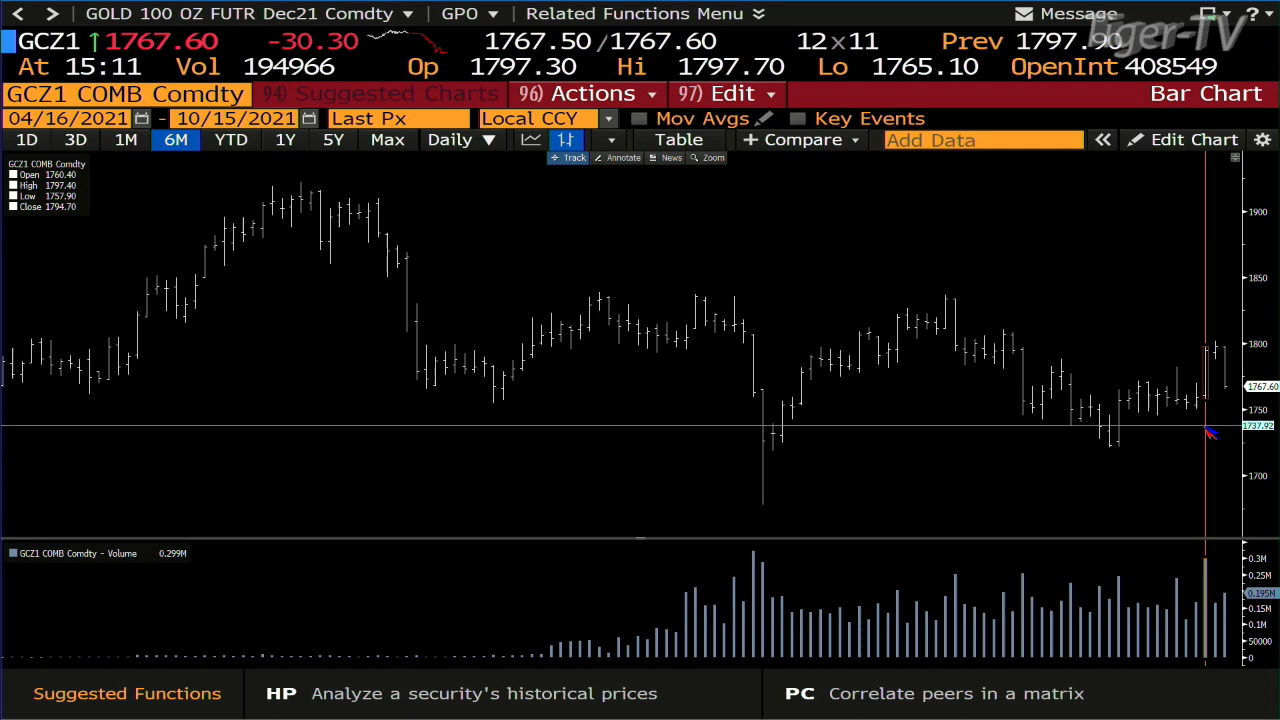 GOLD 100 OZ FUTR Dec21 Comdty GPO Related Functions Menu Message ?
Tiger-TV
GCZ1 ↑1767.60 -30.30 1767.50/1767.60 12x11 Prev 1797.90
At 15:11 Vol 194966 Op 1797.30 Hi 1797.70 Lo 1765.10 OpenInt 408549
GCZ1 COMB Comdty 94) Suggested Charts 96) Actions 97) Edit Bar Chart
04/16/2021 - 10/15/2021 Last Px Local CCY Mov Avgs Key Events
1D 3D 1M 6M YTD 1Y 5Y Max Daily ▼ Table + Compare Add Data « Edit Chart
Track Annotate News Zoom
GCZ1 COMB Comdty
Open 1760.40
High 1797.40
Low 1757.90
Close 1794.70
1900
1850
1800
1767.60
1750
1737.92
1700
GCZ1 COMB Comdty - Volume 0.299M
0.3M
0.25M
0.195M
0.15M
0.1M
50000
0
Suggested Functions HP Analyze a security's historical prices PC Correlate peers in a matrix